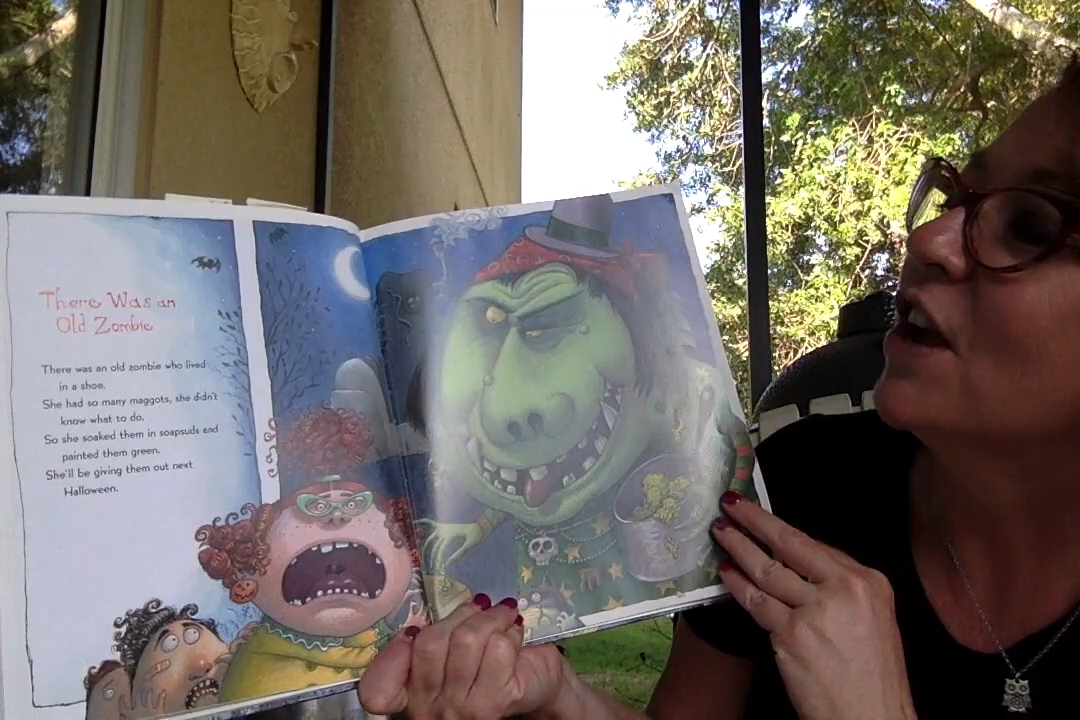 There Was an
Old Zombie
There was an old zombie who lived
in a shoe.
She had so many maggots, she didn't
know what to do.
So she soaked them in soapsuds and
painted them green.
She'll be giving them out next
Halloween.